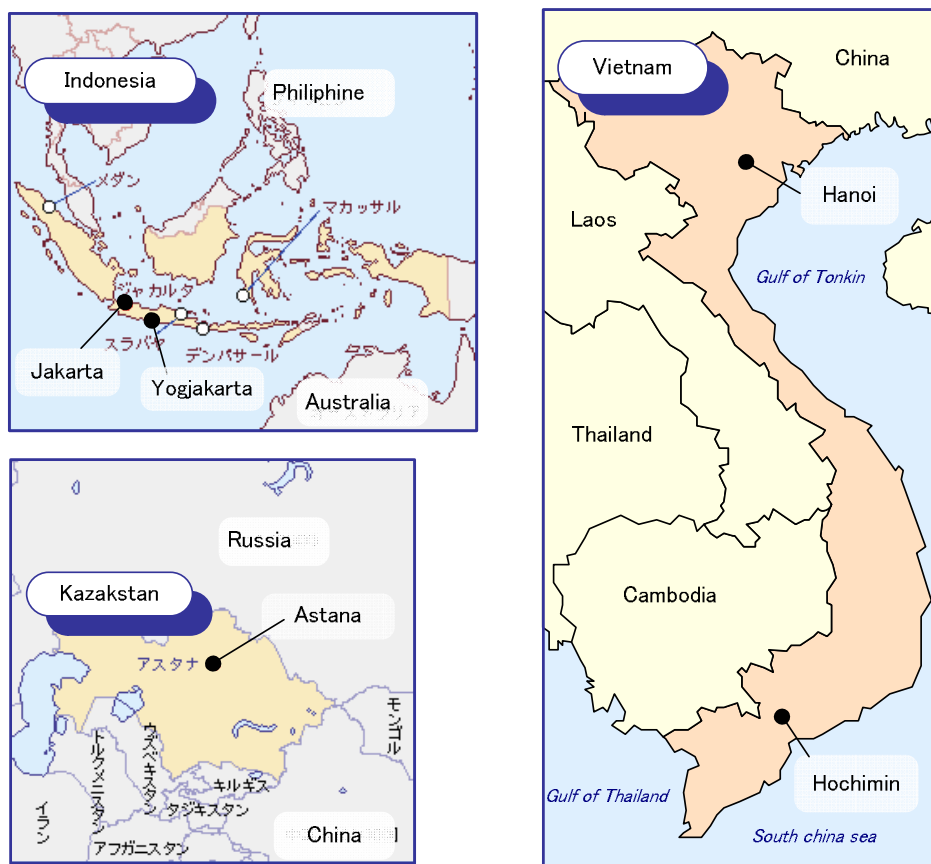 Indonesia
Philiphine
メダン
マカッサル
ジャカルタ
スラバヤ
デンパサール
Jakarta
Yogjakarta
Australia
Vietnam
China
Hanoi
Laos
Gulf of Tonkin
Thailand
Cambodia
Hochimin
Gulf of Thailand
South china sea
Kazakstan
Russia
Astana
アスタナ
モンゴル
ウズベキスタン
トルクメニスタン
キルギス
タジキスタン
イラン
アフガニスタン
China